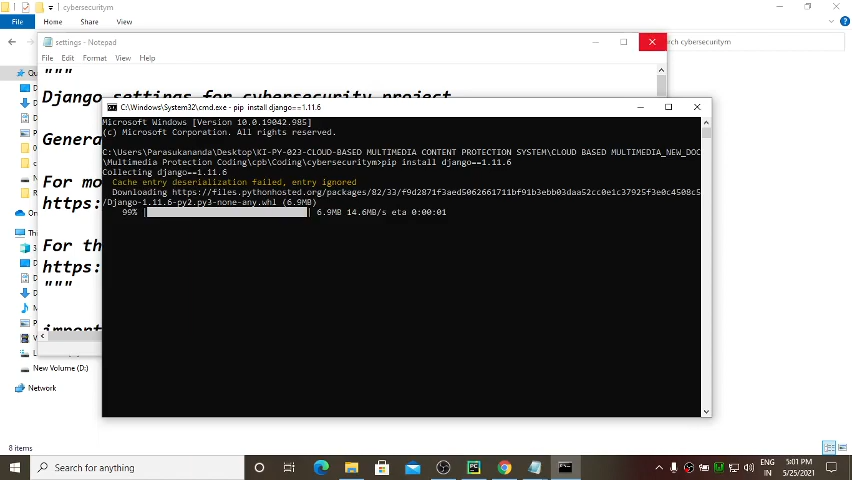 cybersecuritym
File Home Share View
settings - Notepad
rch cybersecuritym
File Edit Format View Help
"""
Django settings for cybersecurity project
C:\Windows\System32\cmd.exe - pip install django==1.11.6
Microsoft Windows [Version 10.0.19042.985]
(c) Microsoft Corporation. All rights reserved.
C:\Users\Parasukananda\Desktop\KI-PY-023-CLOUD-BASED MULTIMEDIA CONTENT PROTECTION SYSTEM\CLOUD BASED MULTIMEDIA_NEW_DOC
\Multimedia Protection Coding\cpb\Coding\cybersecuritym>pip install django==1.11.6
Collecting django==1.11.6
Cache entry deserialization failed, entry ignored
Downloading https://files.pythonhosted.org/packages/82/33/f9d2871f3aed5062661711bf91b3ebb03daa52cc0e1c37925f3e0c4508c5
/Django-1.11.6-py2.py3-none-any.whl (6.9MB)
99% | | 6.9MB 14.6MB/s eta 0:00:01
Genera
For mo
https:
For th
https:
"""
import
New Volume (D:)
Network
8 items
Search for anything
ENG
IN
5:01 PM
5/25/2021